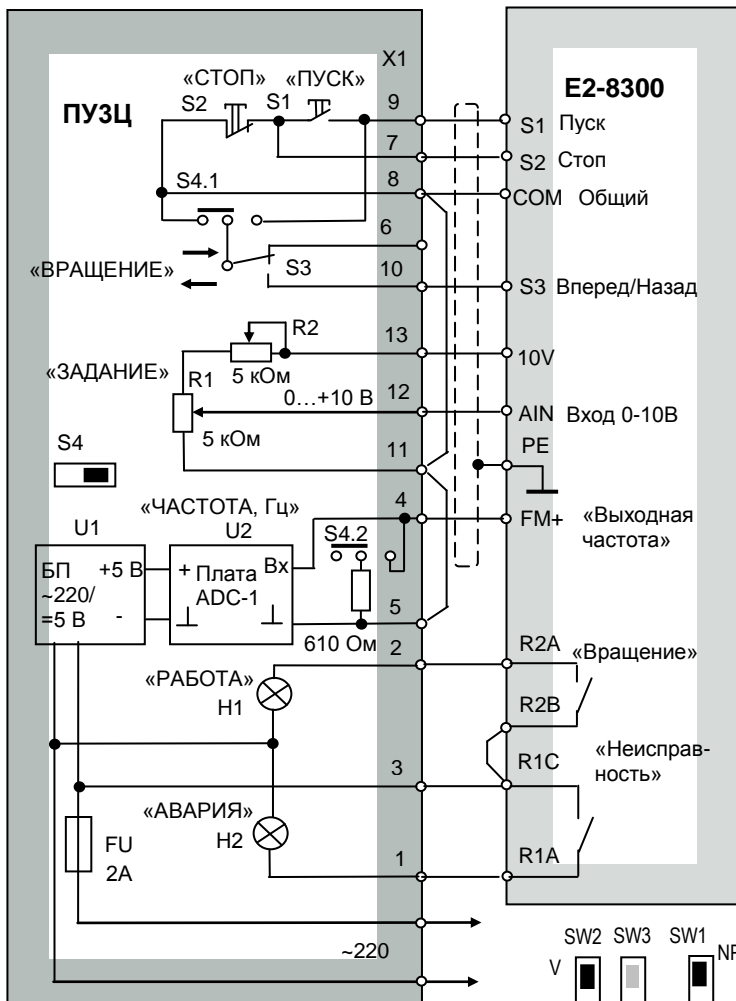 X1
«СТОП» «ПУСК»
E2-8300
ПУ3Ц
S2 S1 9
S1 Пуск
7
S2 Стоп
S4.1 8
COM Общий
6
«ВРАЩЕНИЕ»
S3 10
S3 Вперед/Назад
R2 13
10V
«ЗАДАНИЕ»
R1 5 кОм 12
0...+10 В
AIN Вход 0-10В
5 кОм
11 PE
S4
«ЧАСТОТА, Гц» 4
FM+ «Выходная
частота»
U1 U2 S4.2
БП +5 В
~220/
=5 В -
+ Плата Вх
ADC-1
5
610 Ом
2 R2A
«Вращение»
«РАБОТА»
H1
R2B
3 R1C
«Неисправ-
ность»
«АВАРИЯ»
H2
FU
2А
1 R1A
~220
SW2 SW3 SW1
V